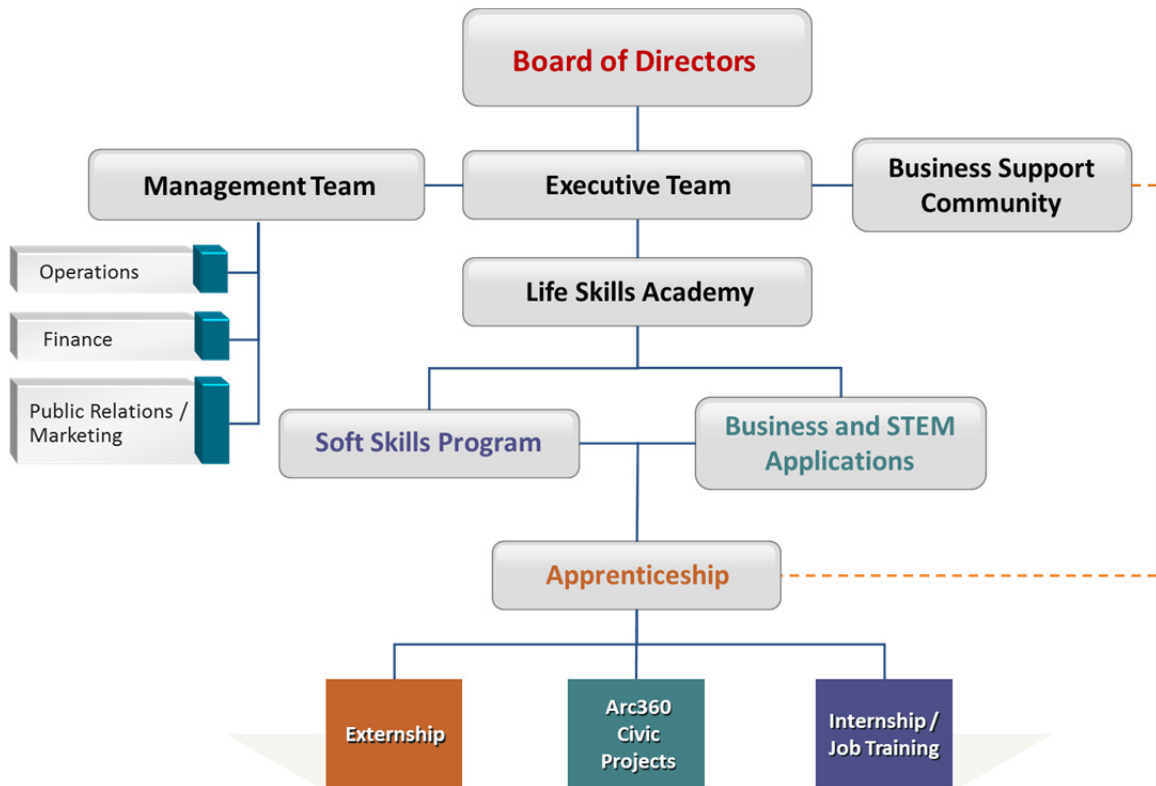 Board of Directors
Management Team
Executive Team
Business Support
Community
Operations
Finance
Public Relations /
Marketing
Life Skills Academy
Soft Skills Program
Business and STEM
Applications
Apprenticeship
Externship
Arc360
Civic
Projects
Internship /
Job Training